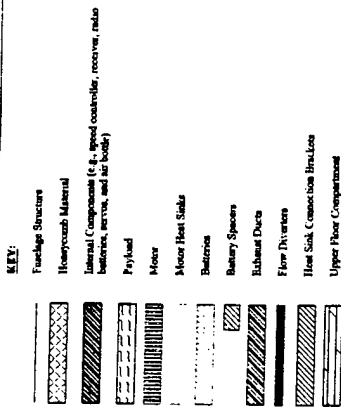 KEY:
Fuselage Structure
Honeycomb Material
Internal Components (e.g., speed controller, receiver, radio
batteries, servos, and air bottle)
Payload
Motor
Motor Heat Sinks
Batteries
Battery Spacers
Exhaust Ducts
Flow Diverters
Heat Sink Connection Brackets
Upper Floor Compartment